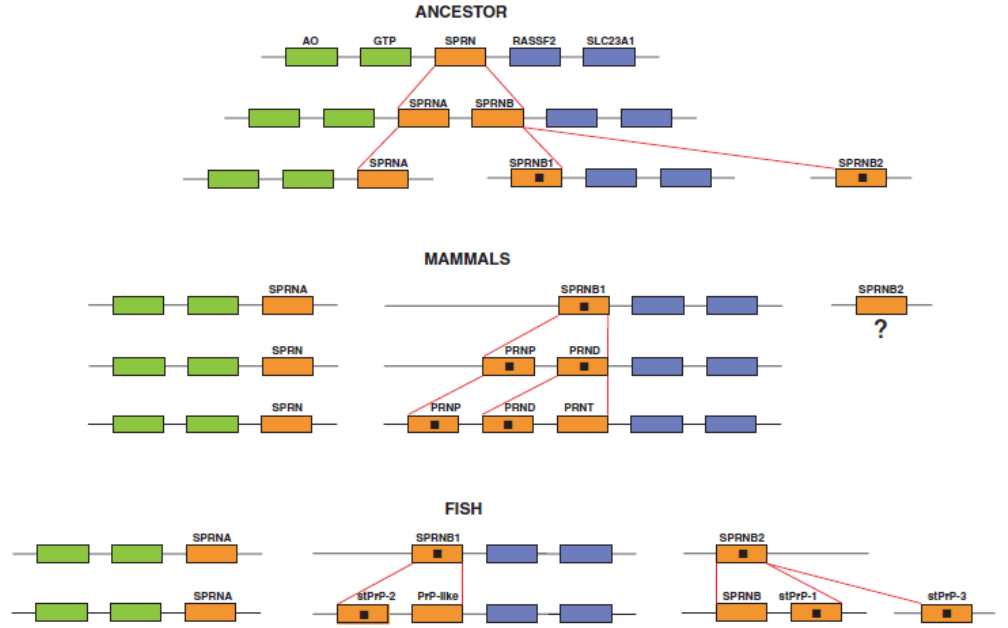 ANCESTOR
AO GTP SPRN RASSF2 SLC23A1
SPRNA SPRNB
SPRNA SPRNB1 SPRNB2
MAMMALS
SPRNA SPRNB1 SPRNB2
?
SPRN PRNP PRND
SPRN PRNP PRND PRNT
FISH
SPRNA SPRNB1 SPRNB2
SPRNA stPrP-2 PrP-like SPRNB stPrP-1 stPrP-3